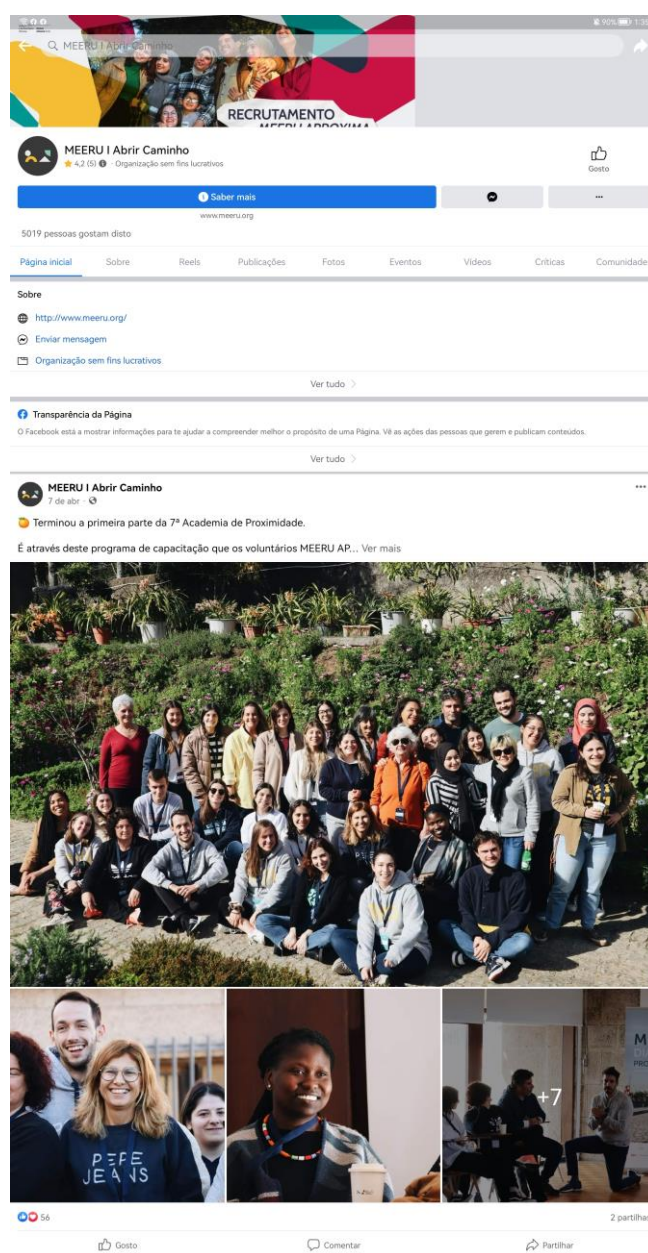 90% 1:35
MEERU I Abrir Caminho
RECRUTAMENTO
MEERU APROXIMA
MEERU I Abrir Caminho
4,2 (5) · Organização sem fins lucrativos
Gosto
Saber mais
www.meeru.org
5019 pessoas gostam disto
Página inicial Sobre Reels Publicações Fotos Eventos Vídeos Críticas Comunidade
Sobre
http://www.meeru.org/
Enviar mensagem
Organização sem fins lucrativos
Ver tudo
Transparência da Página
O Facebook está a mostrar informações para te ajudar a compreender melhor o propósito de uma Página. Vê as ações das pessoas que gerem e publicam conteúdos.
Ver tudo
MEERU I Abrir Caminho
7 de abr ·
Terminou a primeira parte da 7ª Academia de Proximidade.
É através deste programa de capacitação que os voluntários MEERU AP... Ver mais
PEPE
JEANS
+7
56
2 partilhas
Gosto Comentar Partilhar